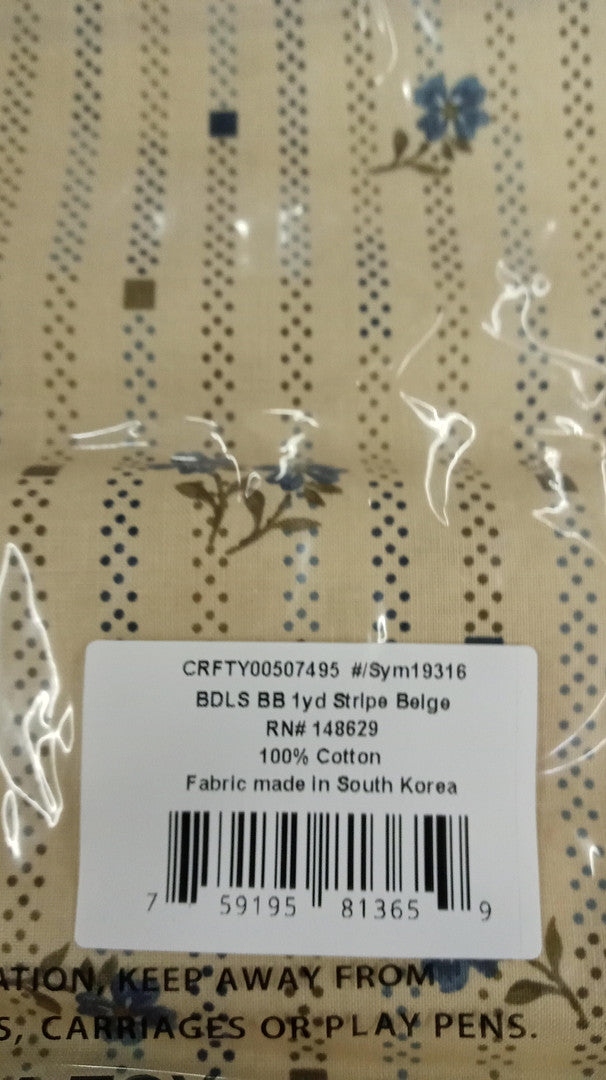 CRFTY00507495 #/Sym19316
BDLS BB 1yd Stripe Beige
RN# 148629
100% Cotton
Fabric made in South Korea
7 59195 81365 9
ATION, KEEP AWAY FROM
S, CARRIAGES OR PLAY PENS.